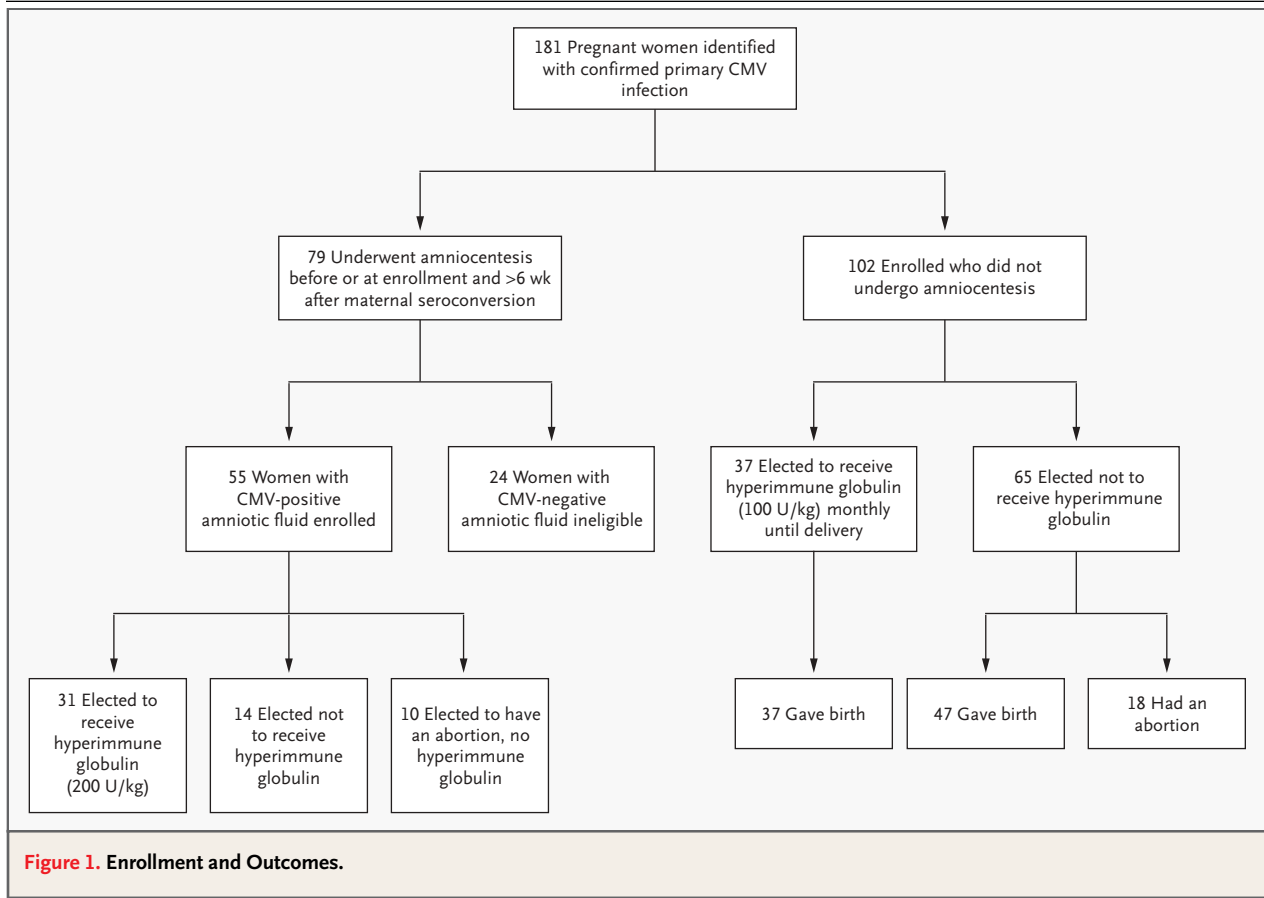 181 Pregnant women identified
with confirmed primary CMV
infection
79 Underwent amniocentesis
before or at enrollment and >6 wk
after maternal seroconversion
102 Enrolled who did not
undergo amniocentesis
55 Women with
CMV-positive
amniotic fluid enrolled
24 Women with
CMV-negative
amniotic fluid ineligible
37 Elected to receive
hyperimmune globulin
(100 U/kg) monthly
until delivery
65 Elected not to
receive hyperimmune
globulin
31 Elected to
receive
hyperimmune
globulin
(200 U/kg)
14 Elected not
to receive
hyperimmune
globulin
10 Elected to have
an abortion, no
hyperimmune
globulin
37 Gave birth
47 Gave birth
18 Had an
abortion
Figure 1. Enrollment and Outcomes.